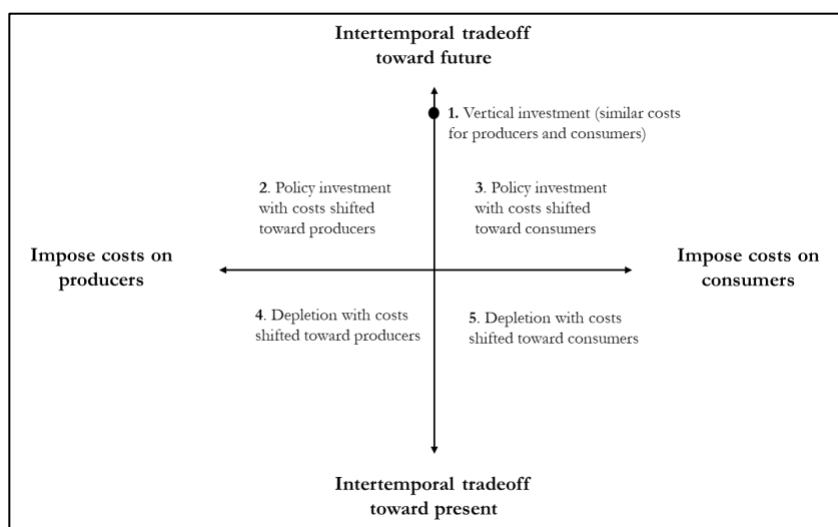 Intertemporal tradeoff
toward future
1. Vertical investment (similar costs
for producers and consumers)
2. Policy investment
with costs shifted
toward producers
3. Policy investment
with costs shifted
toward consumers
Impose costs on
producers
Impose costs on
consumers
4. Depletion with costs
shifted toward producers
5. Depletion with costs
shifted toward consumers
Intertemporal tradeoff
toward present